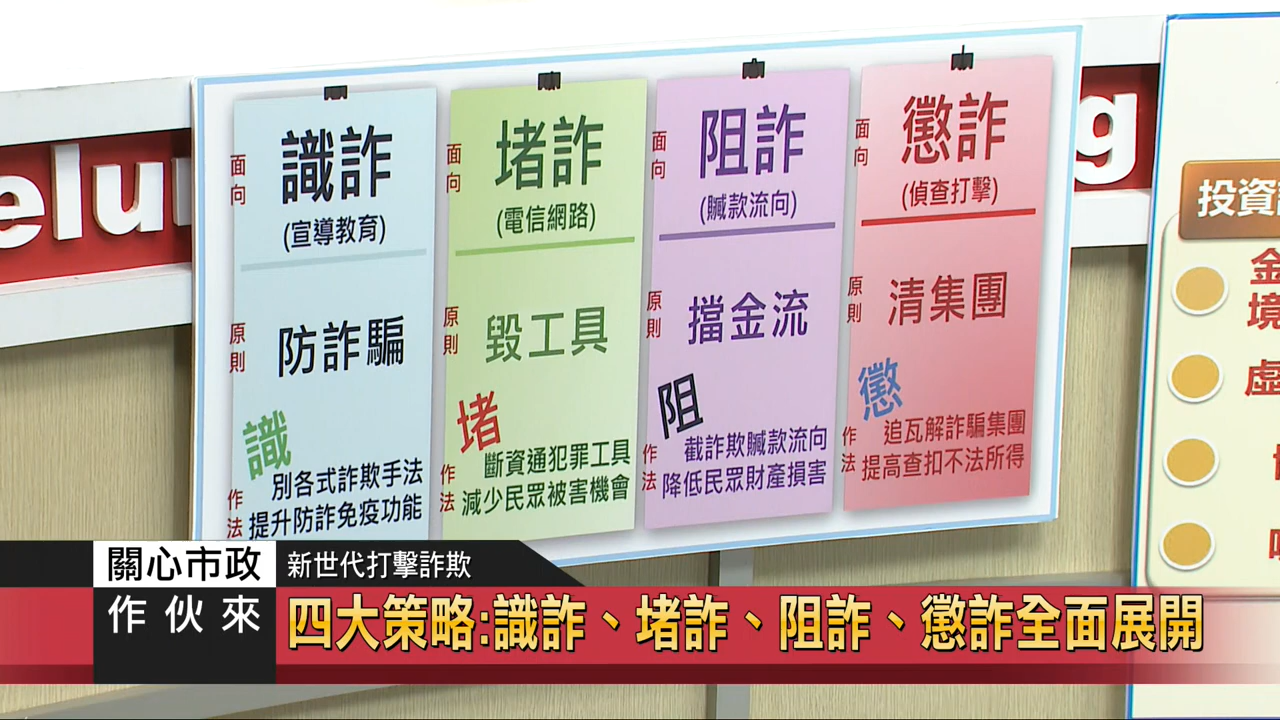 elu
g
面向
識詐
(宣導教育)
原則
防詐騙
識
作法
別各式詐欺手法
提升防詐免疫功能
面向
堵詐
(電信網路)
原則
毀工具
堵
作法
斷資通犯罪工具
減少民眾被害機會
面向
阻詐
(贓款流向)
原則
擋金流
阻
作法
截詐欺贓款流向
降低民眾財產損害
面向
懲詐
(偵查打擊)
原則
清集團
懲
作法
追瓦解詐騙集團
提高查扣不法所得
投資
金
境
虛
關心市政
作伙來
新世代打擊詐欺
四大策略:識詐、堵詐、阻詐、懲詐全面展開